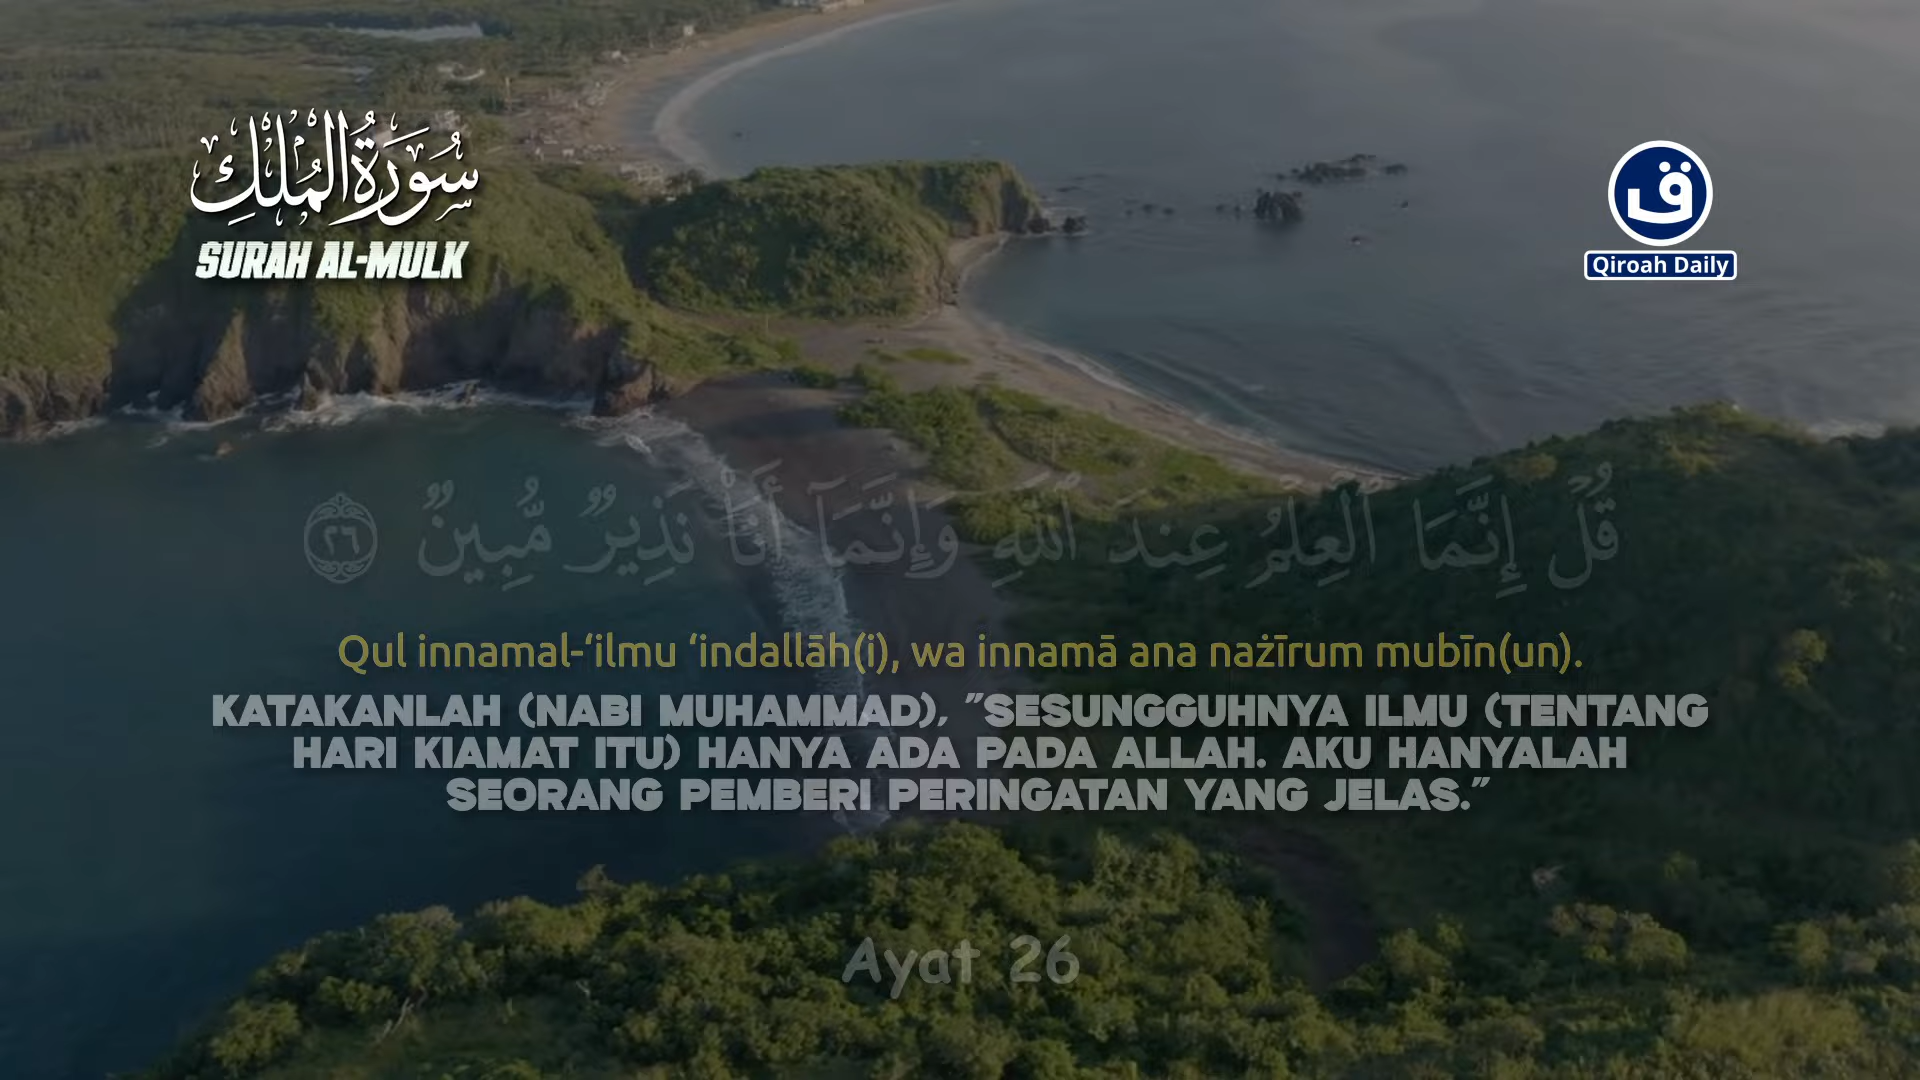 سُورَةُ الْمُلْكِ
SURAH AL-MULK
ق
Qiroah Daily
قُلْ إِنَّمَا ٱلْعِلْمُ عِندَ ٱللَّهِ وَإِنَّمَآ أَنَا۠ نَذِيرٌ مُّبِينٌ ٢٦
Qul innamal-‘ilmu ‘indallāh(i), wa innamā ana nażīrum mubīn(un).
KATAKANLAH (NABI MUHAMMAD), "SESUNGGUHNYA ILMU (TENTANG
HARI KIAMAT ITU) HANYA ADA PADA ALLAH. AKU HANYALAH
SEORANG PEMBERI PERINGATAN YANG JELAS."
Ayat 26